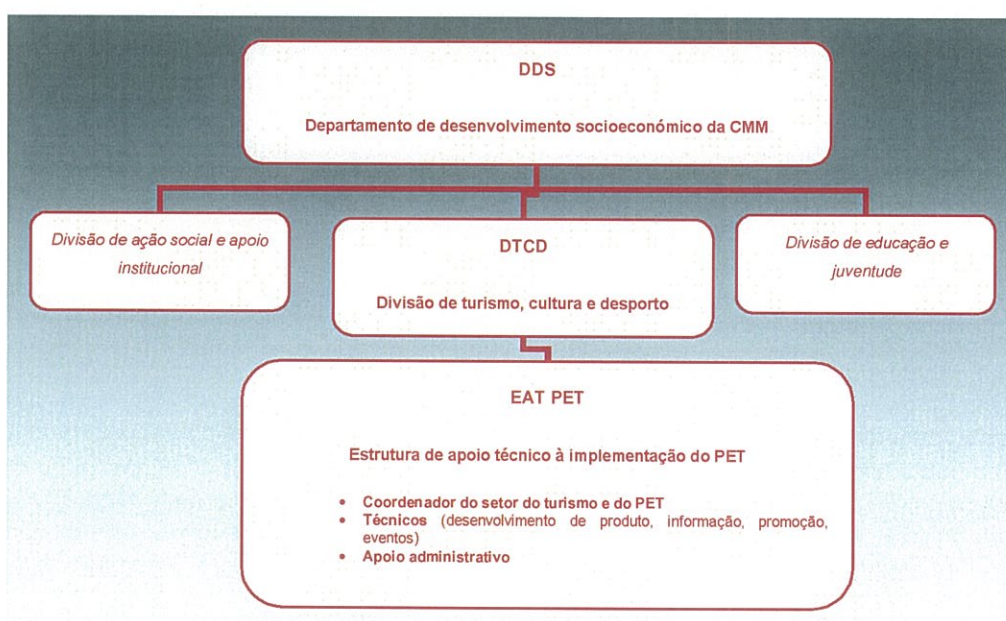 DDS
Departamento de desenvolvimento socioeconómico da CMM
Divisão de ação social e apoio
institucional
DTCD
Divisão de turismo, cultura e desporto
Divisão de educação e
juventude
EAT PET
Estrutura de apoio técnico à implementação do PET
• Coordenador do setor do turismo e do PET
• Técnicos (desenvolvimento de produto, informação, promoção,
eventos)
• Apoio administrativo